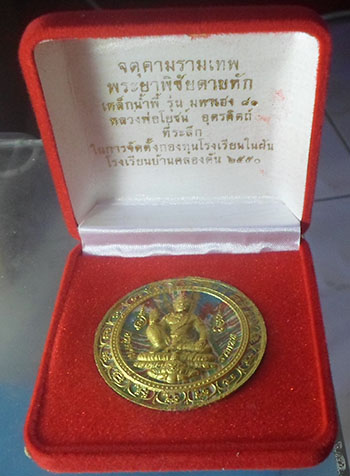 จตุคามรามเทพ
พระยาพิชัยดาบหัก
เหล็กน้ำพี้ รุ่น มหาเฮง ๘๑
หลวงพ่อโปรน อุตรดิตถ์
ที่ระลึก
ในการจัดตั้งกองทุนโรงเรียนในฝัน
โรงเรียนบ้านคลองตัน ๒๕๕๐